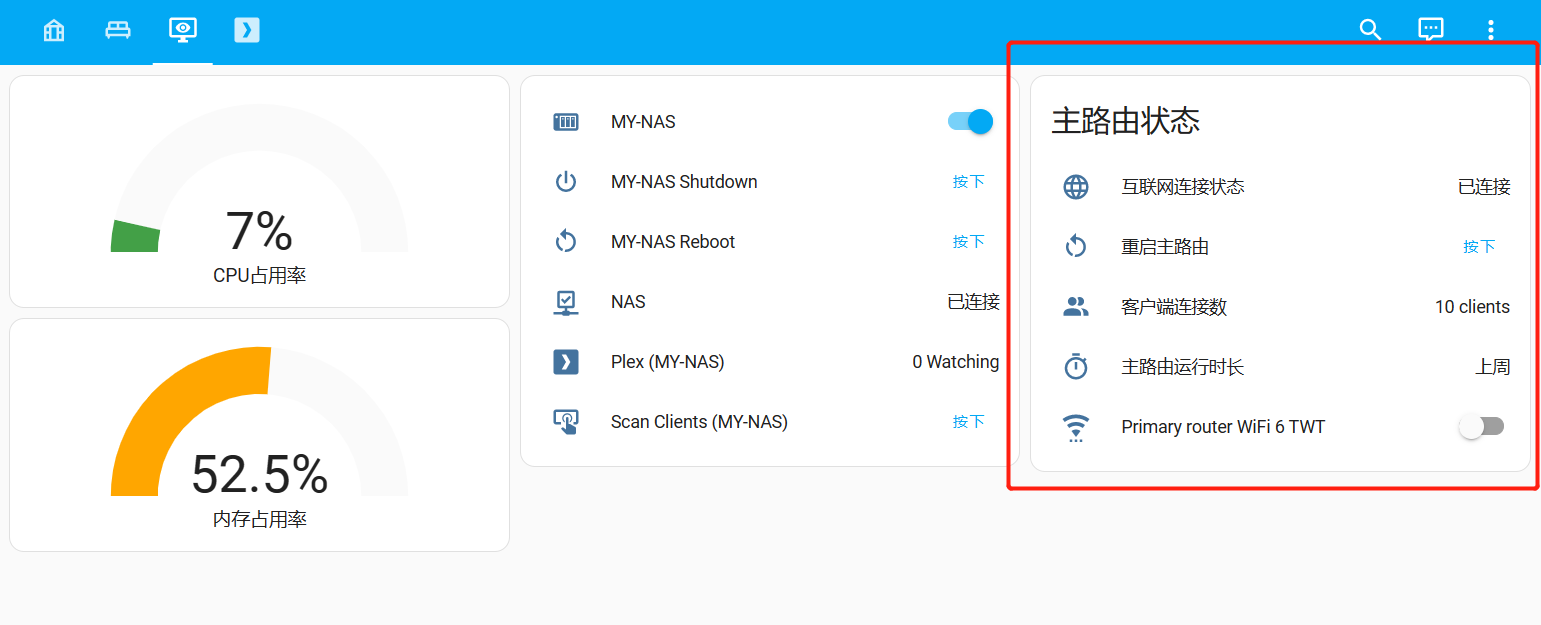 7%
CPU占用率
52.5%
内存占用率
MY-NAS
MY-NAS Shutdown 按下
MY-NAS Reboot 按下
NAS 已连接
Plex (MY-NAS) 0 Watching
Scan Clients (MY-NAS) 按下
主路由状态
互联网连接状态 已连接
重启主路由 按下
客户端连接数 10 clients
主路由运行时长 上周
Primary router WiFi 6 TWT